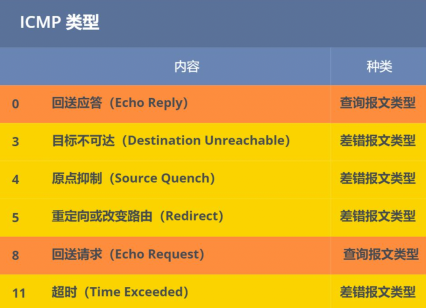 ICMP 类型
内容 种类
0 回送应答（Echo Reply） 查询报文类型
3 目标不可达（Destination Unreachable） 差错报文类型
4 原点抑制（Source Quench） 差错报文类型
5 重定向或改变路由（Redirect） 差错报文类型
8 回送请求（Echo Request） 查询报文类型
11 超时（Time Exceeded） 差错报文类型